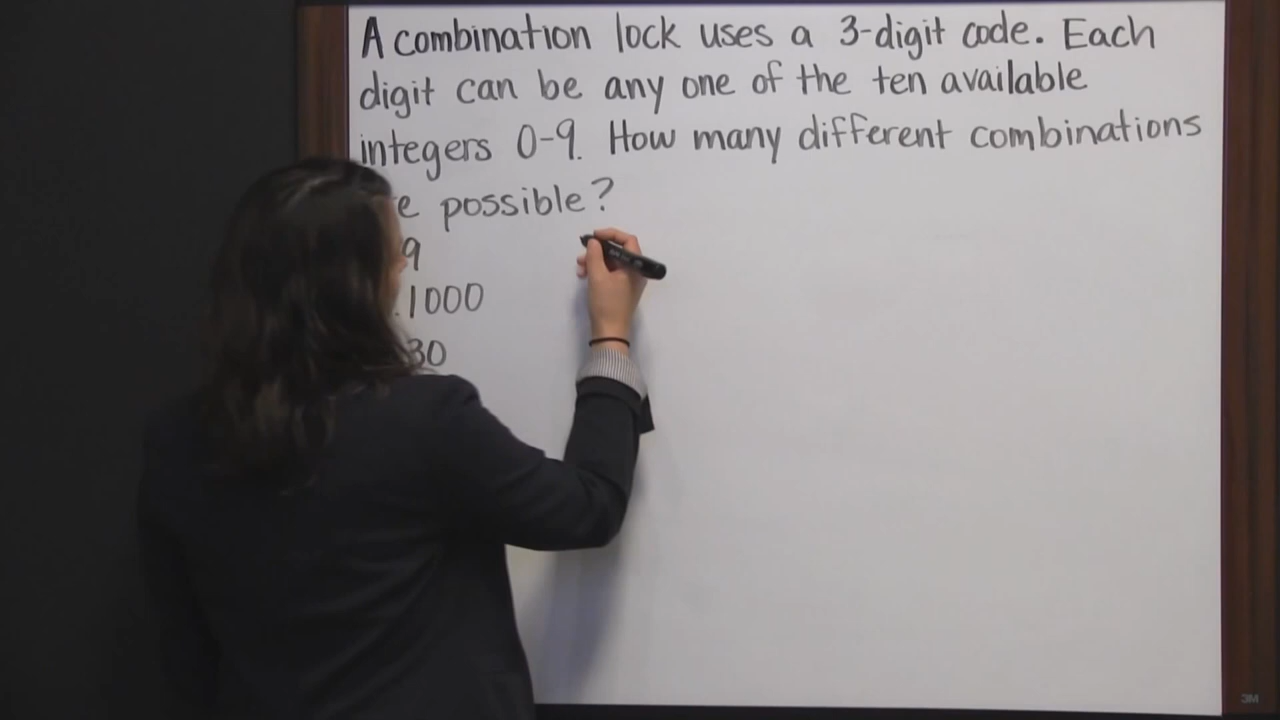 A combination lock uses a 3-digit code. Each
digit can be any one of the ten available
integers 0-9. How many different combinations
e possible?
9
.1000
30